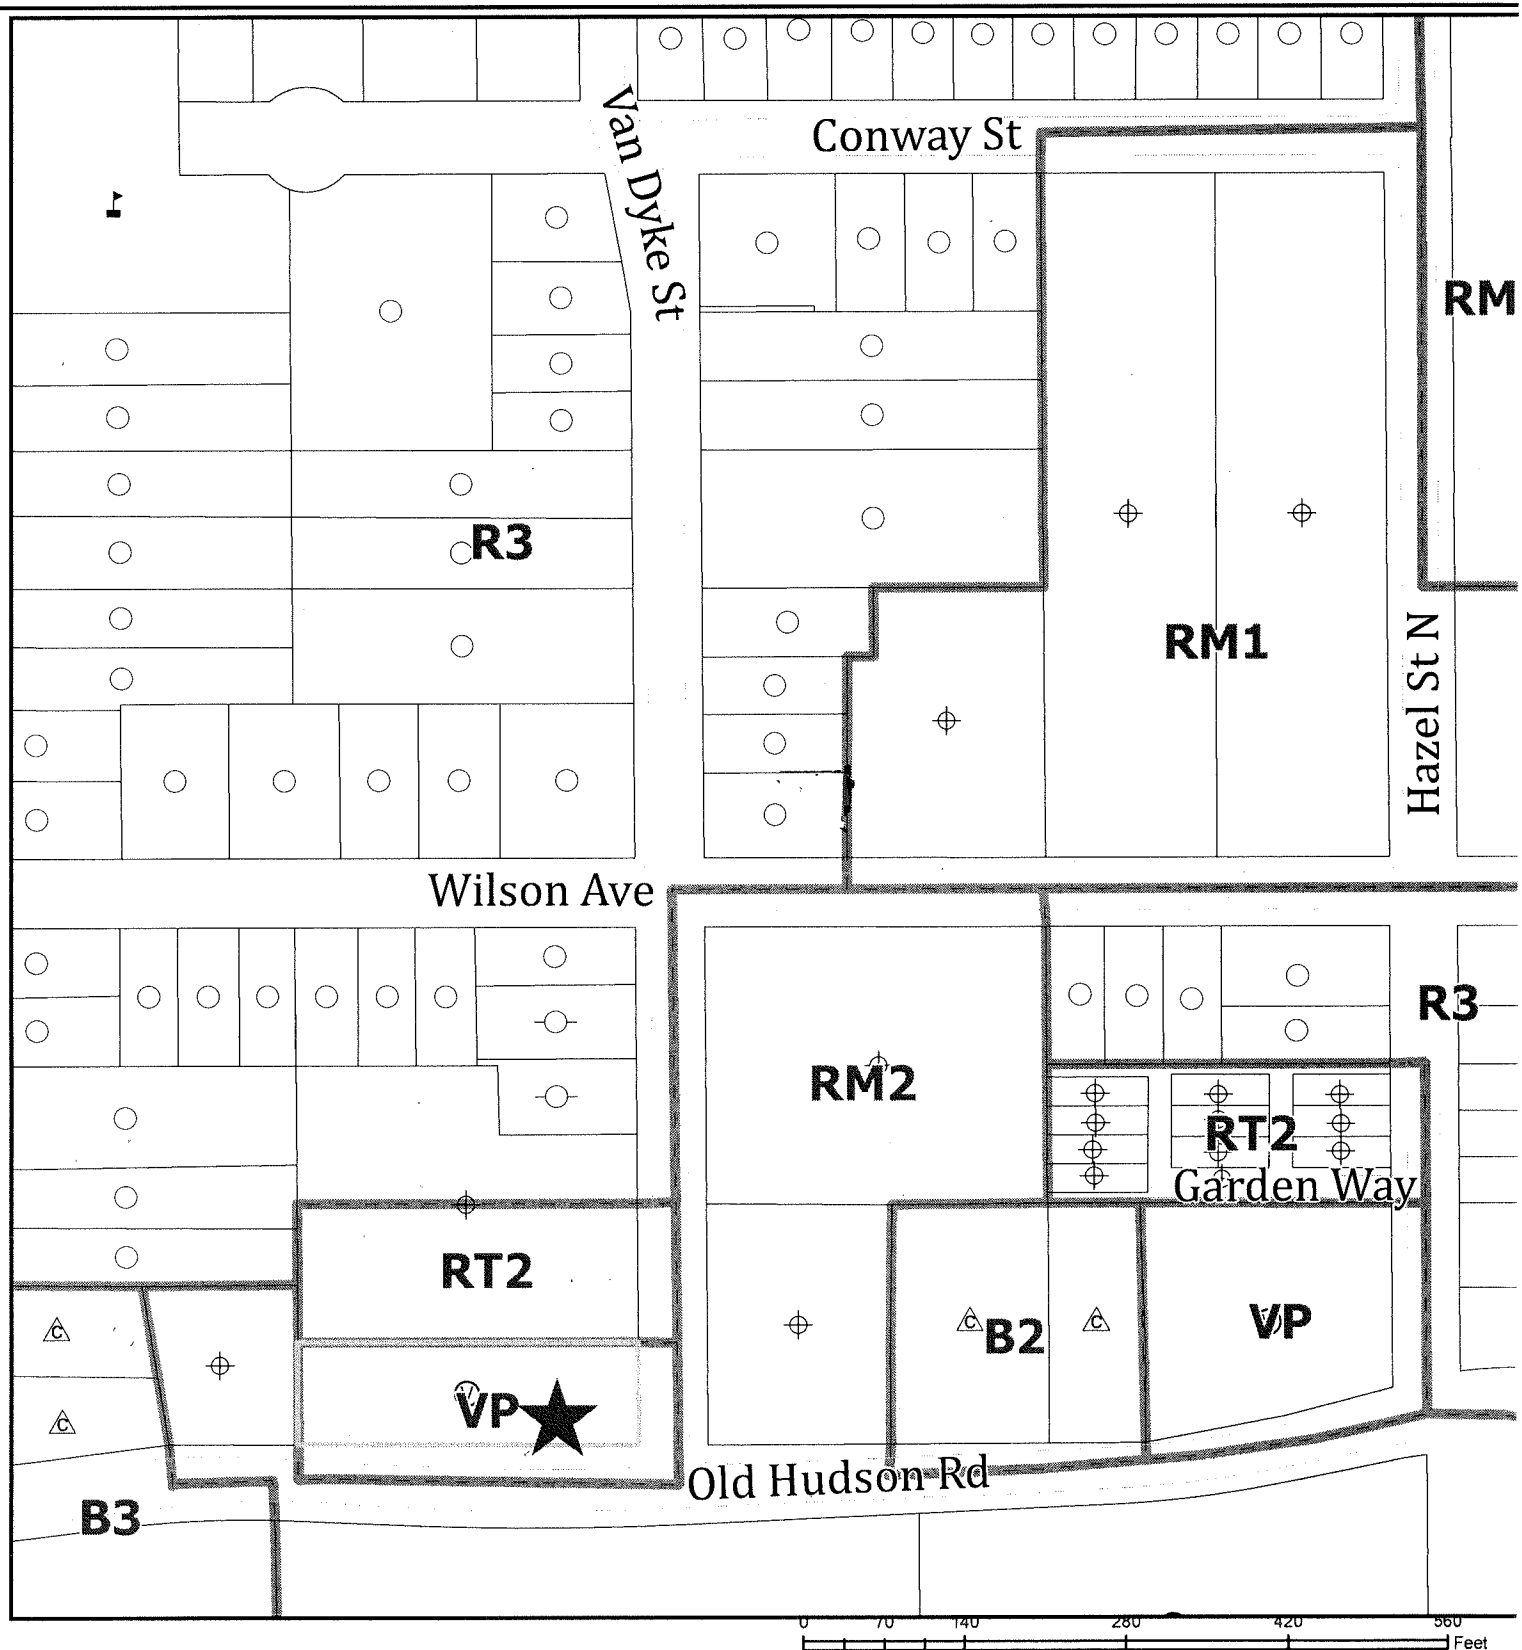 Conway St
Van Dyke St
RM
R3
RM1
Hazel St N
Wilson Ave
R3
RM2
RT2
Garden Way
RT2
C
C
C
B2
VP
VP
C
Old Hudson Rd
B3
0 70 140 280 420 560
Feet